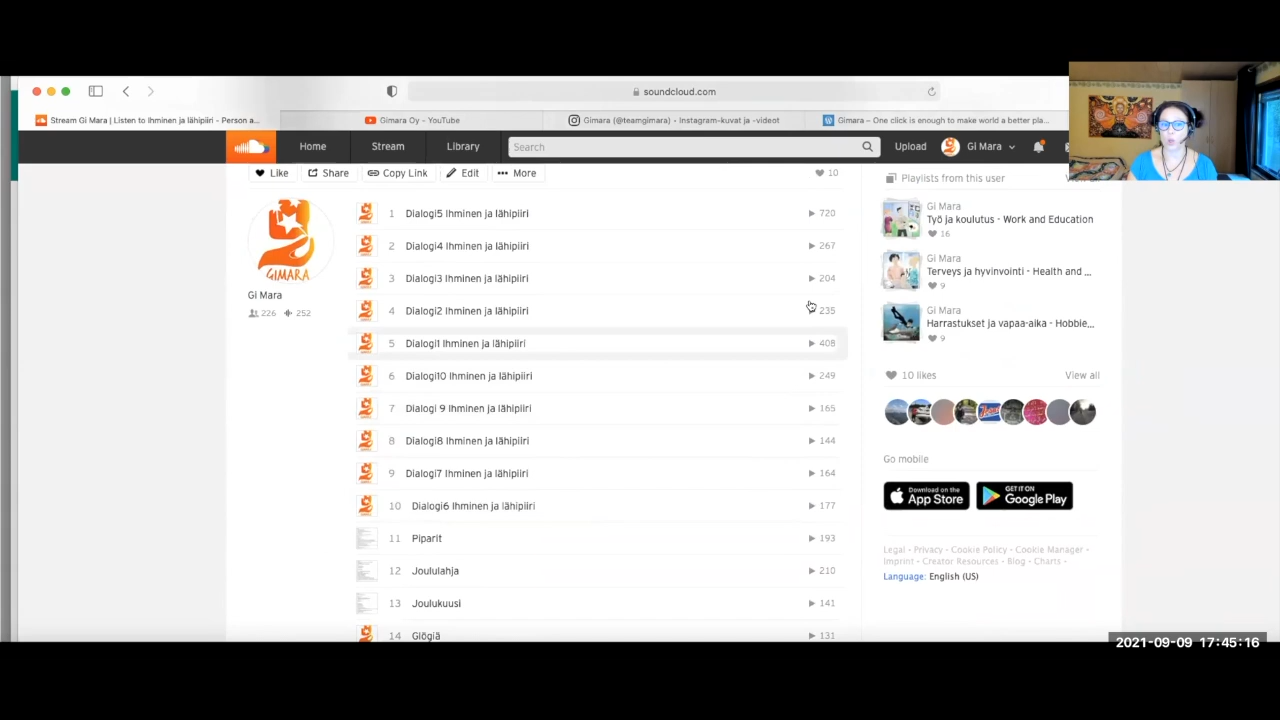 soundcloud.com
Stream Gi Mara | Listen to Ihminen ja lähipiiri - Person a...
Gimara Oy - YouTube
Gimara (@teamgimara) • Instagram-kuvat ja -videot
Gimara – One click is enough to make world a better pla...
Home
Stream
Library
Search
Upload
Gi Mara
Like
Share
Copy Link
Edit
More
10
GIMARA
Gi Mara
226
252
1 Dialogi5 Ihminen ja lähipiiri 720
2 Dialogi4 Ihminen ja lähipiiri 267
3 Dialogi3 Ihminen ja lähipiiri 204
4 Dialogi2 Ihminen ja lähipiiri 235
5 Dialogi1 Ihminen ja lähipiiri 408
6 Dialogi10 Ihminen ja lähipiiri 249
7 Dialogi 9 Ihminen ja lähipiiri 165
8 Dialogi8 Ihminen ja lähipiiri 144
9 Dialogi7 Ihminen ja lähipiiri 164
10 Dialogi6 Ihminen ja lähipiiri 177
11 Piparit 193
12 Joululahja 210
13 Joulukuusi 141
14 Glögiä 131
Playlists from this user
Gi Mara
Työ ja koulutus - Work and Education
16
Gi Mara
Terveys ja hyvinvointi - Health and ...
9
Gi Mara
Harrastukset ja vapaa-aika - Hobbie,...
9
10 likes
View all
Go mobile
Download on the App Store
GET IT ON Google Play
Legal - Privacy - Cookie Policy - Cookie Manager -
Imprint - Creator Resources - Blog - Charts -
Language: English (US)
2021-09-09 17:45:16